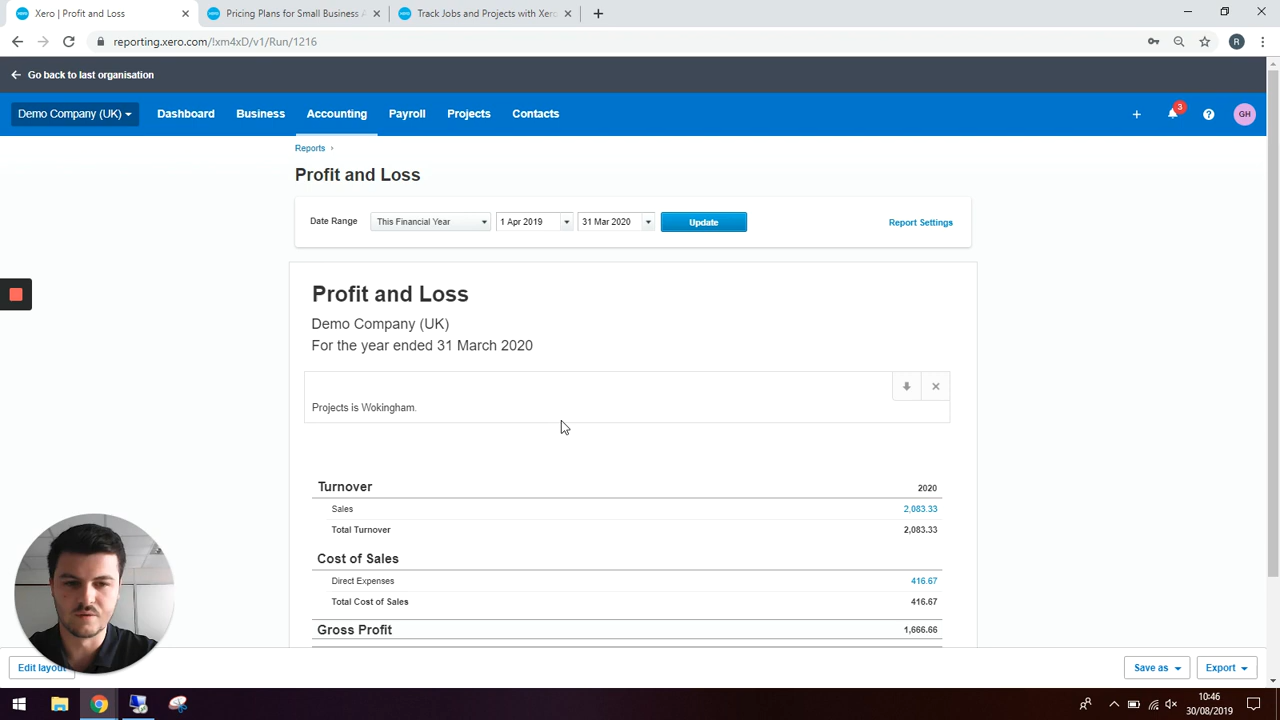 Xero | Profit and Loss
Pricing Plans for Small Business A
Track Jobs and Projects with Xero
reporting.xero.com/!xm4xD/v1/Run/1216
R
Go back to last organisation
Demo Company (UK)
Dashboard
Business
Accounting
Payroll
Projects
Contacts
3
GH
Reports
Profit and Loss
Date Range
This Financial Year
1 Apr 2019
31 Mar 2020
Update
Report Settings
Profit and Loss
Demo Company (UK)
For the year ended 31 March 2020
Projects is Wokingham.
Turnover 2020
Sales 2,083.33
Total Turnover 2,083.33
Cost of Sales
Direct Expenses 416.67
Total Cost of Sales 416.67
Gross Profit 1,666.66
Edit layout
Save as
Export
10:46
30/08/2019